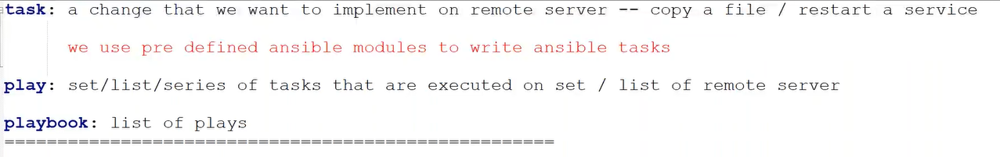 task: a change that we want to implement on remote server -- copy a file / restart a service
we use pre defined ansible modules to write ansible tasks
play: set/list/series of tasks that are executed on set / list of remote server
playbook: list of plays
====================================================